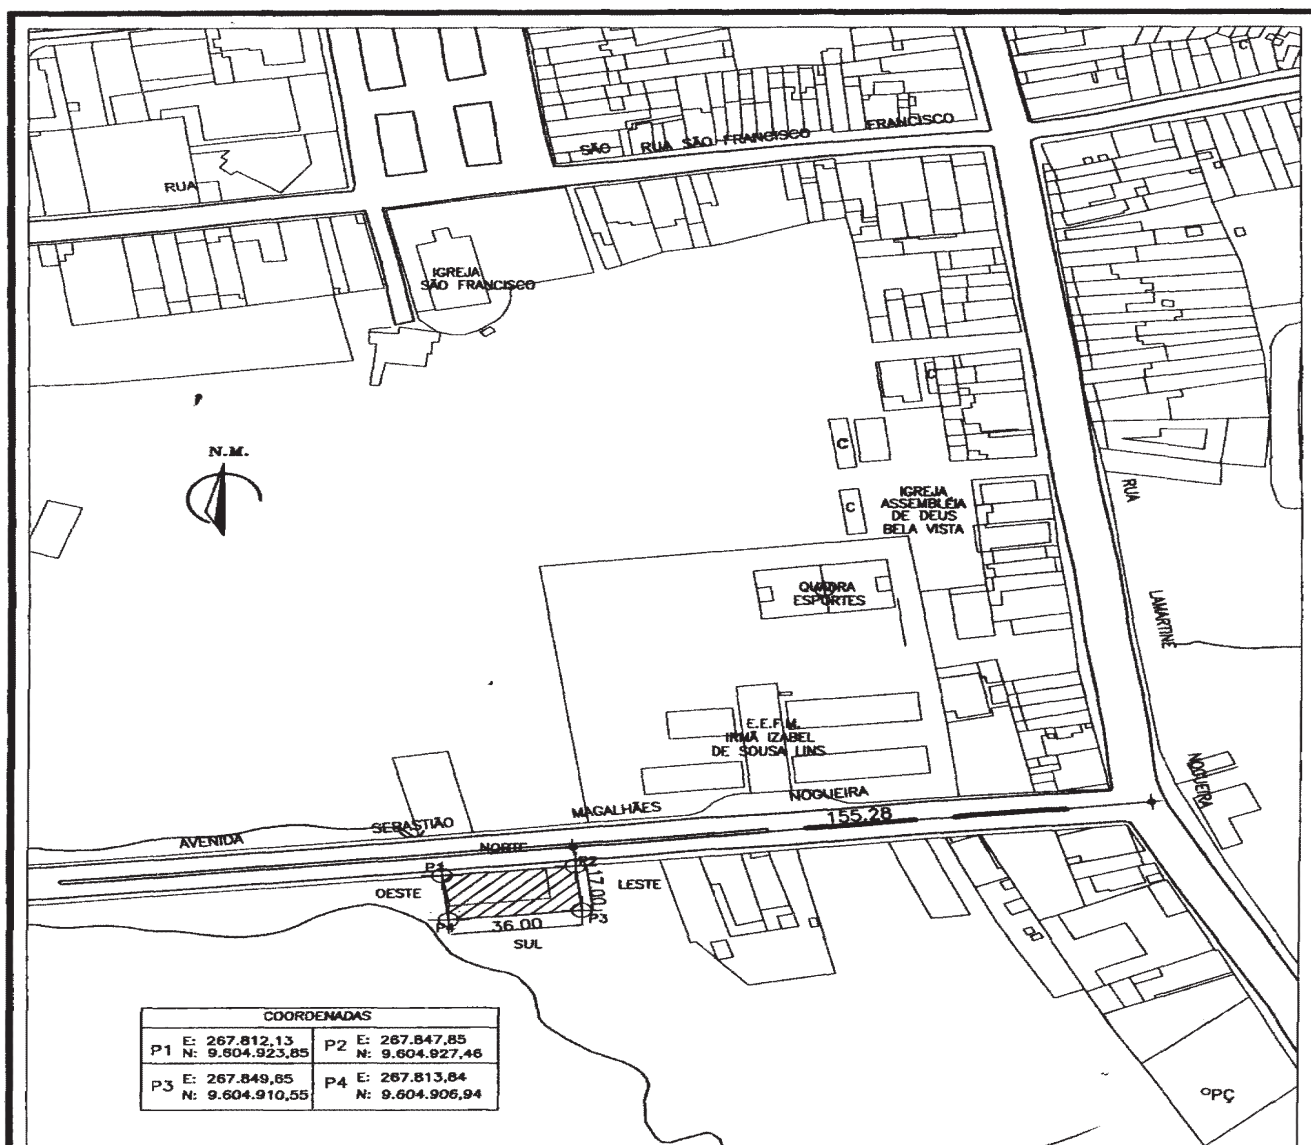 C
FRANCISCO
SÃO
RUA SÃO FRANCISCO
RUA
IGREJA
SÃO FRANCISCO
C
C
N.M.
IGREJA
ASSEMBLÉIA
DE DEUS
BELA VISTA
C
RUA
QUADRA
ESPORTES
LAMARTINE
E.E.F.M.
IRMÃ IZABEL
DE SOUSA LINS
NOGUEIRA
NOGUEIRA
MAGALHÃES
155.28
SEBASTIÃO
AVENIDA
NORTE
P1
P2
OESTE
17.00
LESTE
P4
36.00
P3
SUL
COORDENADAS
P1 E: 267.812,13
N: 9.604.923,85
P2 E: 267.847,85
N: 9.604.927,46
P3 E: 267.849,65
N: 9.604.910,55
P4 E: 267.813,84
N: 9.604.906,94
PÇ